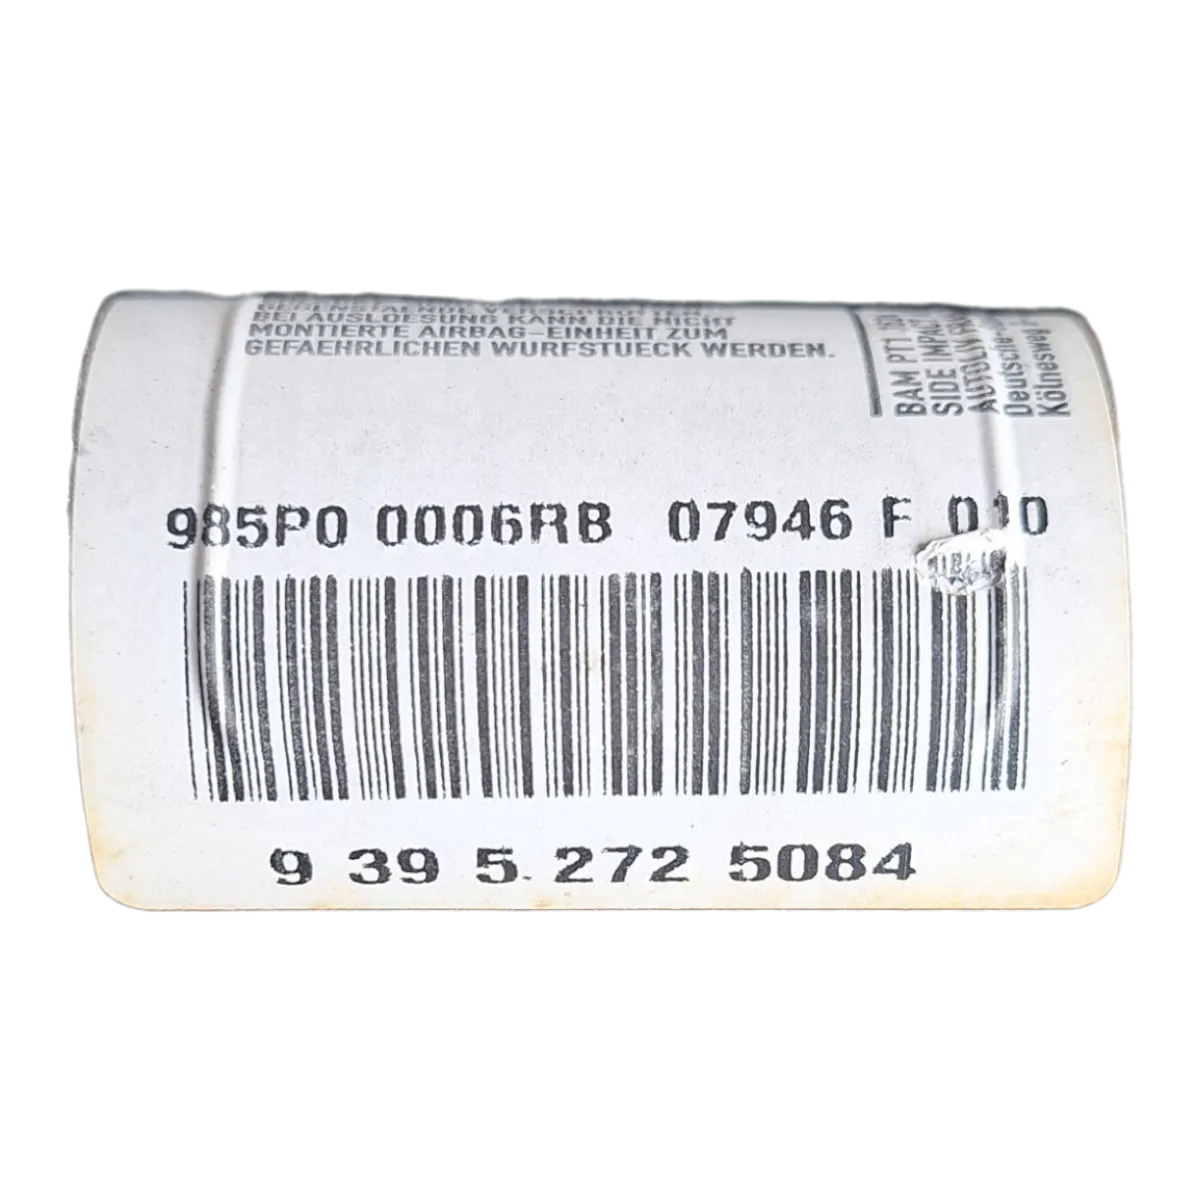 BEI AUSLOESUNG KANN DIE NICHT
MONTIERTE AIRBAG-EINHEIT ZUM
GEFAEHRLICHEN WURFSTUECK WERDEN.
BAM PT1
SIDE IMPACT
AUTOLIV
Deutsche
Kölnesweg
985P0 0006RB 07946 F 010
9 39 5 272 5084